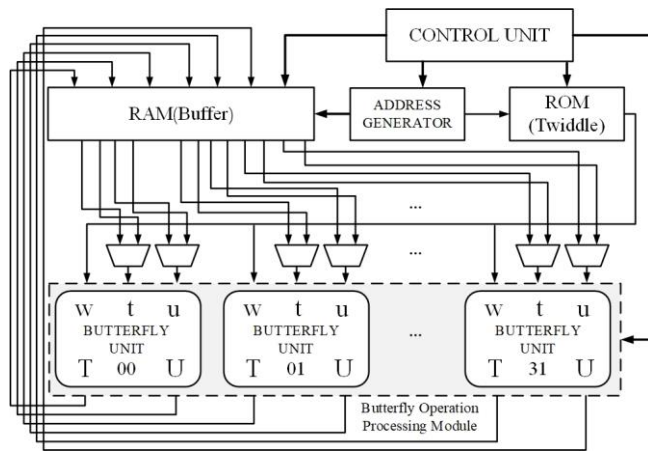 CONTROL UNIT
RAM(Buffer)
ADDRESS
GENERATOR
ROM
(Twiddle)
...
...
w t u
BUTTERFLY
UNIT
T 00 U
w t u
BUTTERFLY
UNIT
T 01 U
...
w t u
BUTTERFLY
UNIT
T 31 U
Butterfly Operation
Processing Module